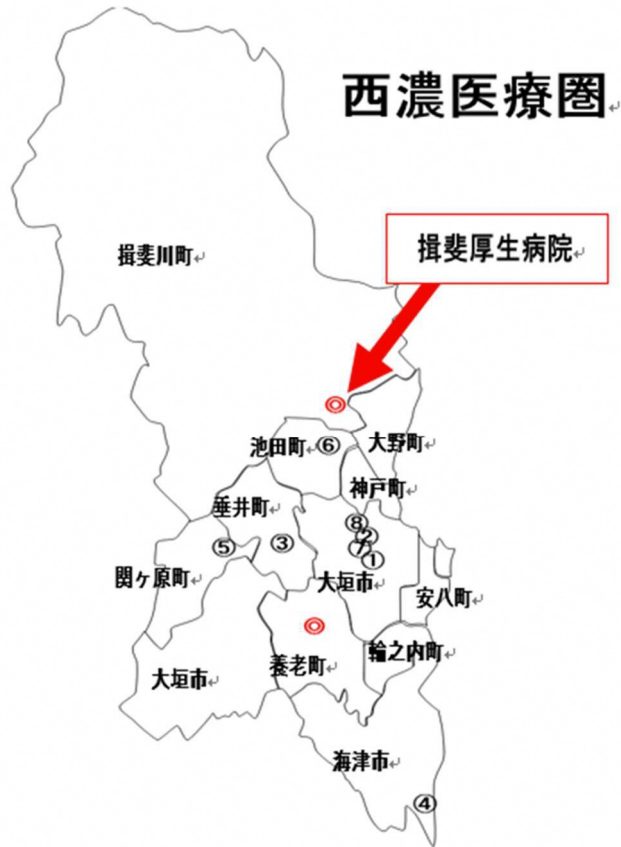 西濃医療圏
揖斐厚生病院
揖斐川町
◎
大野町
池田町⑥
神戸町
垂井町
⑧
②
⑤
③
⑦
①
関ヶ原町
大垣市
安八町
◎
輪之内町
養老町
大垣市
海津市
④